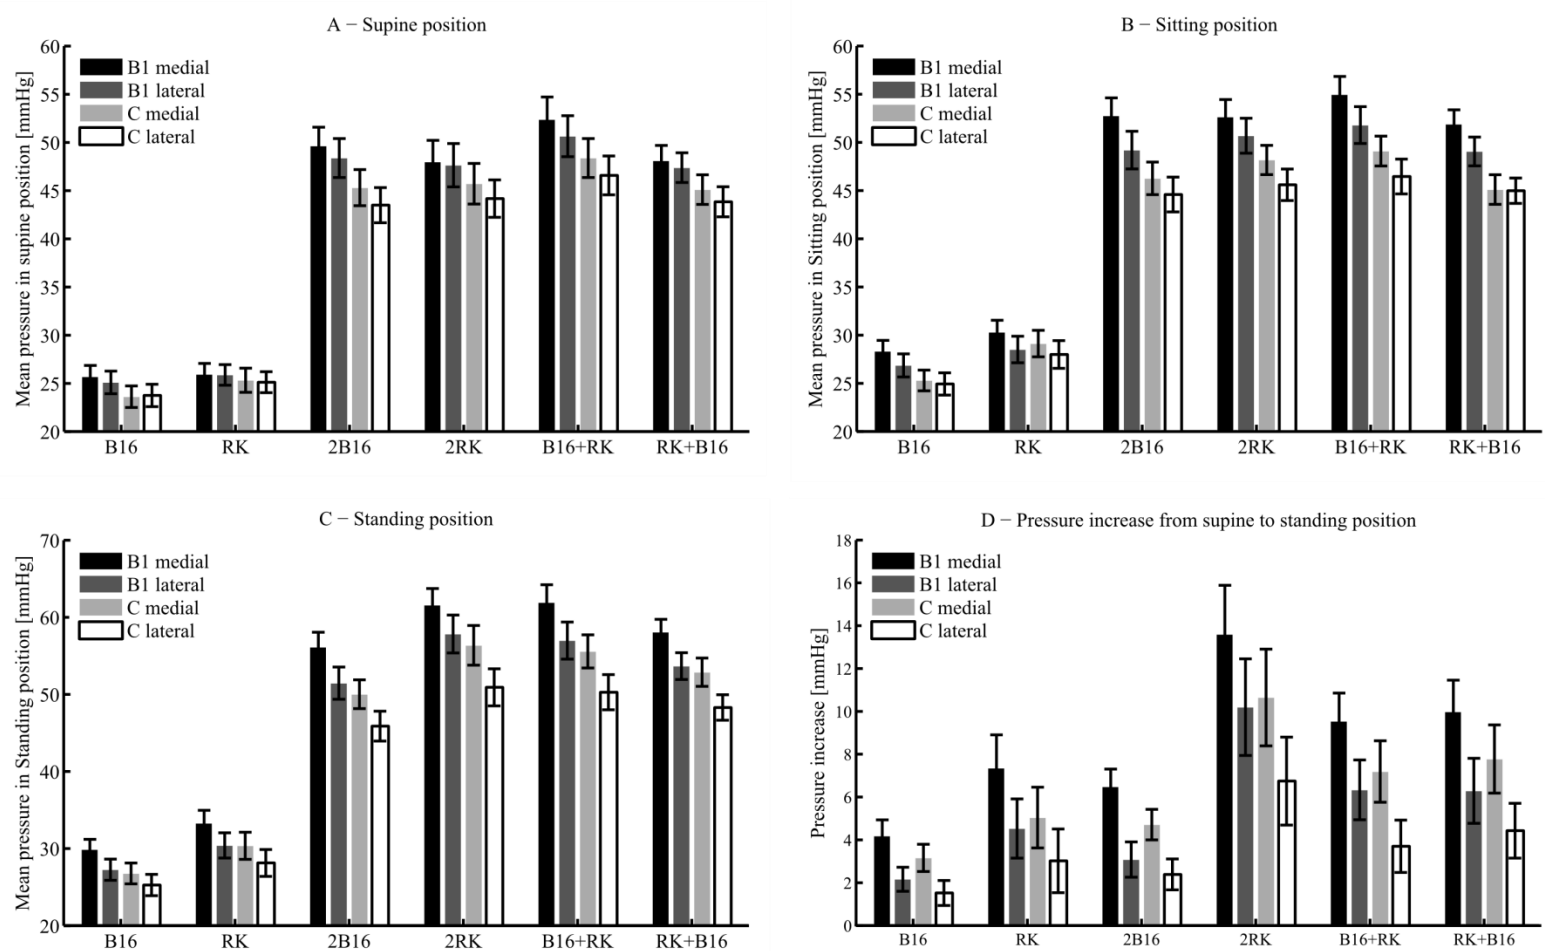 A − Supine position
Mean pressure in supine position [mmHg]
60
55
50
45
40
35
30
25
20
B1 medial
B1 lateral
C medial
C lateral
B16 RK 2B16 2RK B16+RK RK+B16
B − Sitting position
Mean pressure in Sitting position [mmHg]
60
55
50
45
40
35
30
25
20
B1 medial
B1 lateral
C medial
C lateral
B16 RK 2B16 2RK B16+RK RK+B16
C − Standing position
Mean pressure in Standing position [mmHg]
70
60
50
40
30
20
B1 medial
B1 lateral
C medial
C lateral
B16 RK 2B16 2RK B16+RK RK+B16
D − Pressure increase from supine to standing position
Pressure increase [mmHg]
18
16
14
12
10
8
6
4
2
0
B1 medial
B1 lateral
C medial
C lateral
B16 RK 2B16 2RK B16+RK RK+B16